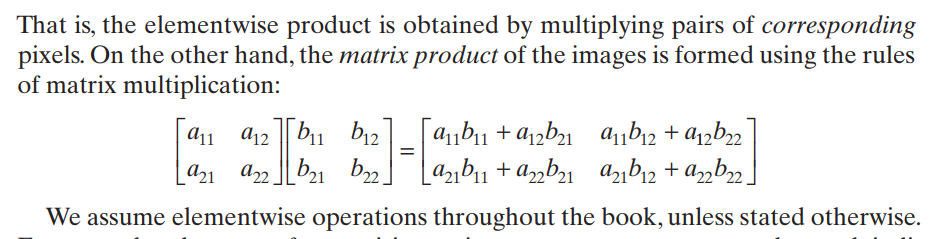 That is, the elementwise product is obtained by multiplying pairs of corresponding
pixels. On the other hand, the matrix product of the images is formed using the rules
of matrix multiplication:
[a₁₁ a₁₂] [b₁₁ b₁₂] = [a₁₁b₁₁ + a₁₂b₂₁ a₁₁b₁₂ + a₁₂b₂₂]
[a₂₁ a₂₂] [b₂₁ b₂₂] [a₂₁b₁₁ + a₂₂b₂₁ a₂₁b₁₂ + a₂₂b₂₂]
We assume elementwise operations throughout the book, unless stated otherwise.